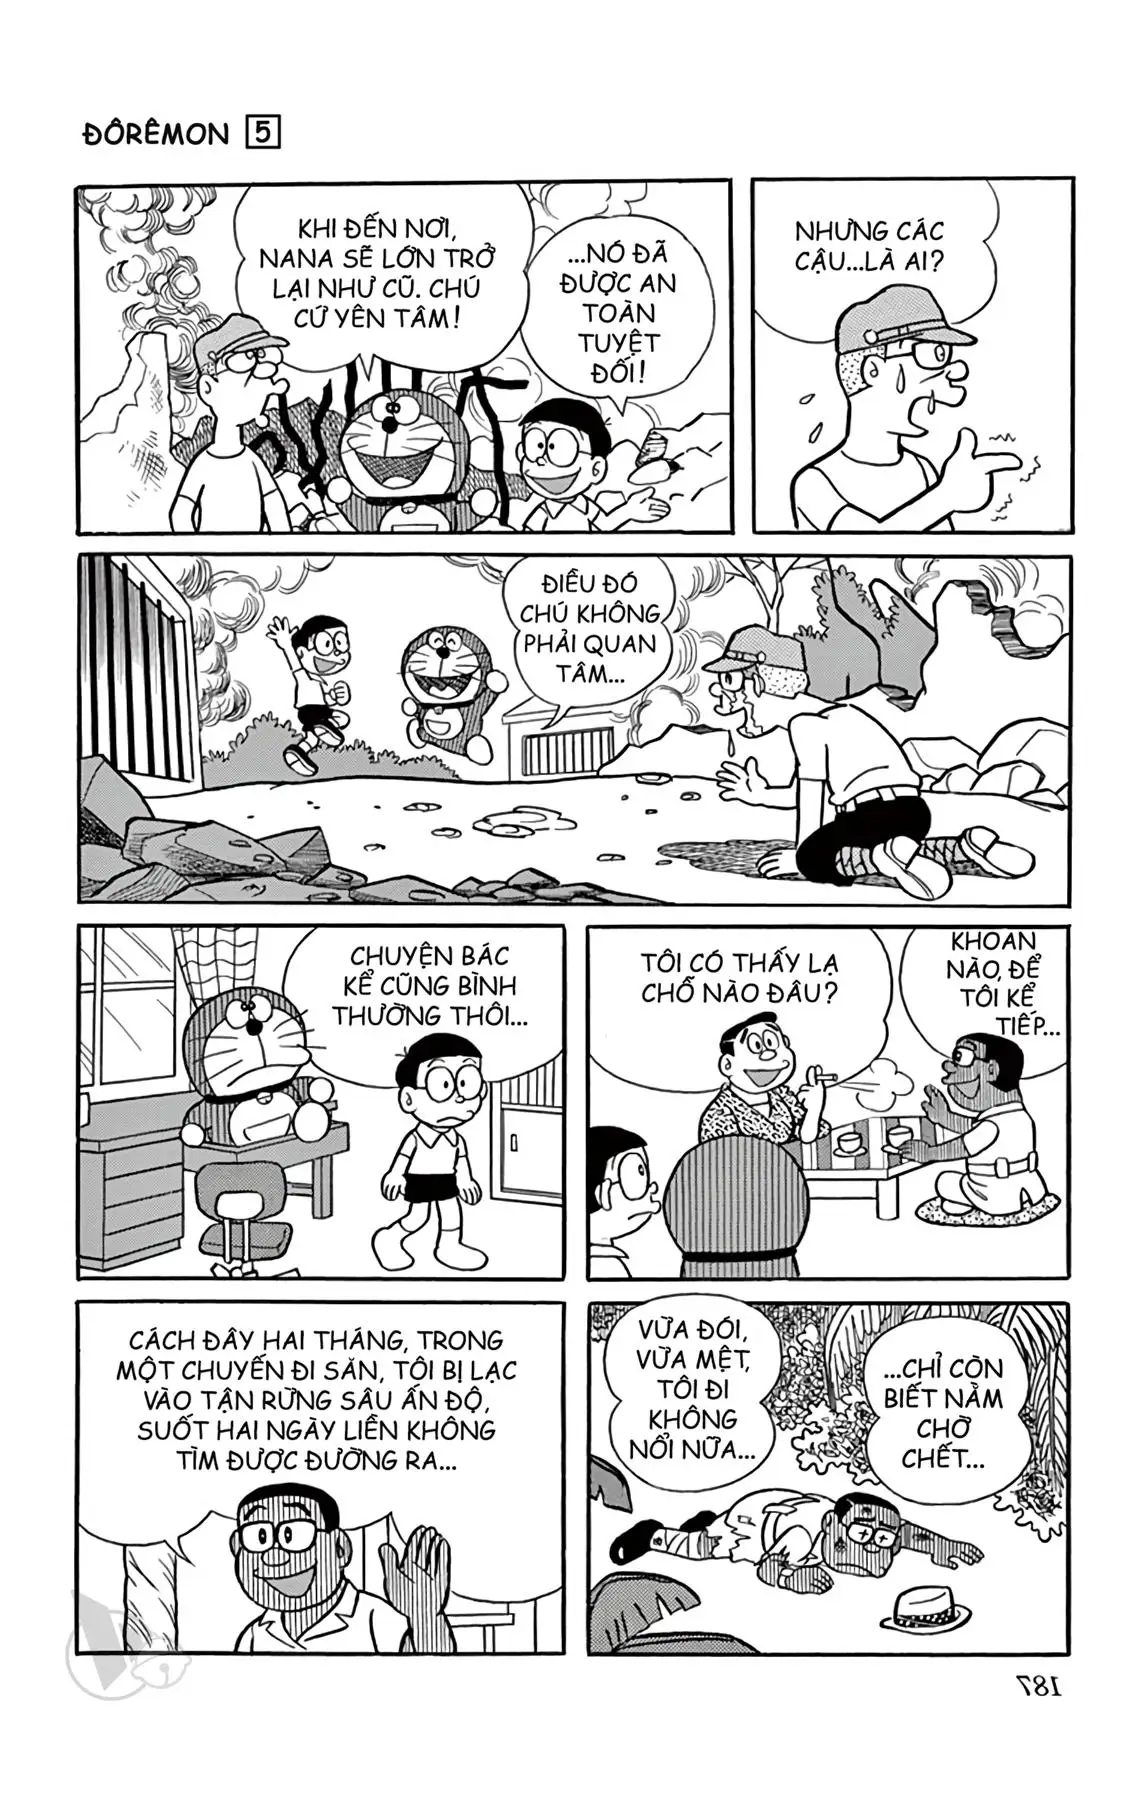 ĐÔRÊMON 5
KHI ĐẾN NƠI,
NANA SẼ LỚN TRỞ
LẠI NHƯ CŨ. CHÚ
CỨ YÊN TÂM!
...NÓ ĐÃ
ĐƯỢC AN
TOÀN
TUYỆT
ĐỐI!
NHƯNG CÁC
CẬU...LÀ AI?
ĐIỀU ĐÓ
CHÚ KHÔNG
PHẢI QUAN
TÂM...
CHUYỆN BÁC
KỂ CŨNG BÌNH
THƯỜNG THÔI...
TÔI CÓ THẤY LẠ
CHỖ NÀO ĐÂU?
KHOAN
NÀO, ĐỂ
TÔI KỂ
TIẾP...
CÁCH ĐÂY HAI THÁNG, TRONG
MỘT CHUYẾN ĐI SĂN, TÔI BỊ LẠC
VÀO TẬN RỪNG SÂU ẤN ĐỘ,
SUỐT HAI NGÀY LIỀN KHÔNG
TÌM ĐƯỢC ĐƯỜNG RA...
VỪA ĐÓI,
VỪA MỆT,
TÔI ĐI
KHÔNG
NỔI NỮA...
...CHỈ CÒN
BIẾT NẰM
CHỜ
CHẾT...
187